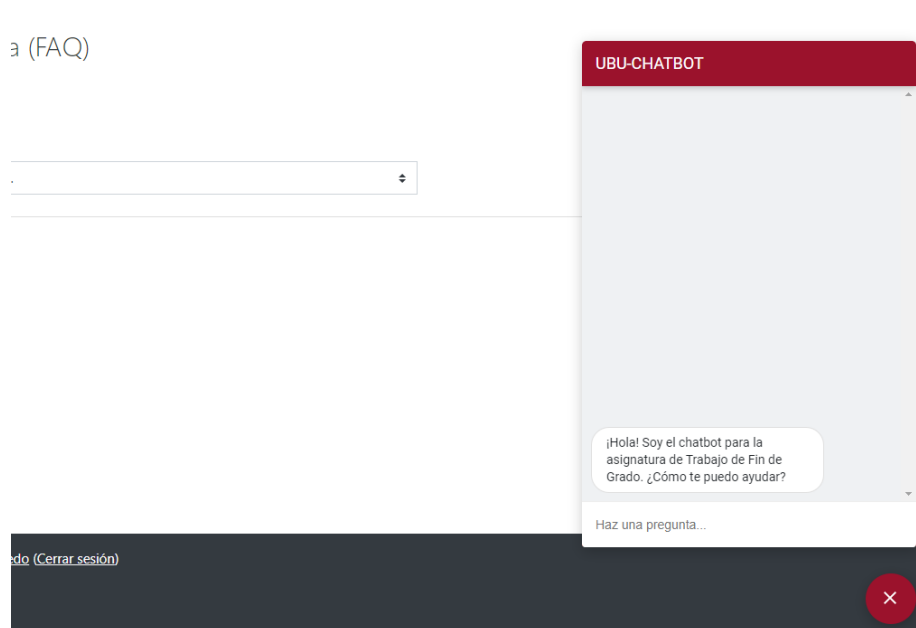 a (FAQ)
UBU-CHATBOT
.
¡Hola! Soy el chatbot para la
asignatura de Trabajo de Fin de
Grado. ¿Cómo te puedo ayudar?
Haz una pregunta...
edo (Cerrar sesión)